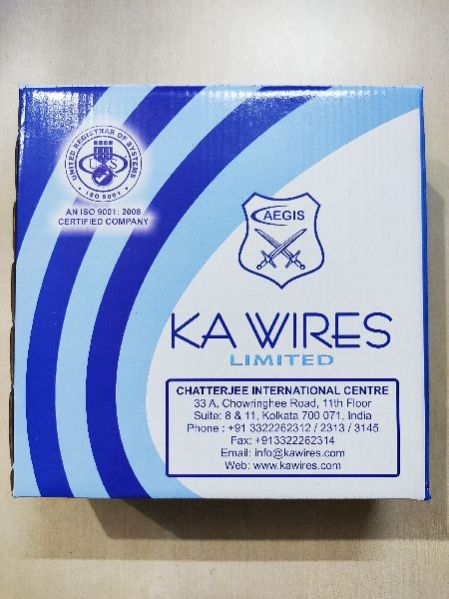 UNITED REGISTRAR OF SYSTEMS
ISO 9001
AN ISO 9001: 2008
CERTIFIED COMPANY
AEGIS
KA WIRES
LIMITED
CHATTERJEE INTERNATIONAL CENTRE
33 A, Chowringhee Road, 11th Floor
Suite: 8 & 11, Kolkata 700 071, India
Phone : +91 3322262312 / 2313 / 3145
Fax: +913322262314
Email: info@kawires.com
Web: www.kawires.com